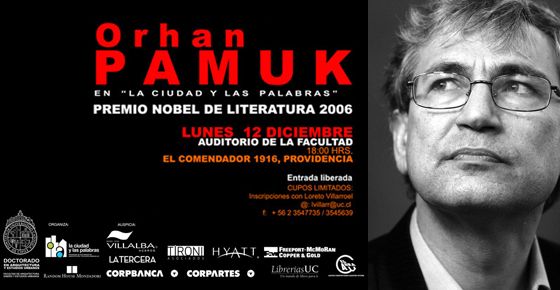 Orhan
PAMUK
EN "LA CIUDAD Y LAS PALABRAS"
PREMIO NOBEL DE LITERATURA 2006
LUNES 12 DICIEMBRE
AUDITORIO DE LA FACULTAD
18:00 HRS.
EL COMENDADOR 1916, PROVIDENCIA
Entrada liberada
CUPOS LIMITADOS:
Inscripciones con Loreto Villarroel
@: lvillarr@uc.cl
f: + 56 2 3547735 / 3545639
ORGANIZA:
AUSPICIA:
DOCTORADO
EN ARQUITECTURA
Y ESTUDIOS URBANOS
la ciudad
y las palabras
RANDOM HOUSE MONDADORI
VILLALBA
LATERCERA
TIRONI
ASOCIADOS
HYATT
FREEPORT-McMoRAN
COPPER & GOLD
CORPBANCA
CORPARTES
LibreríasUC